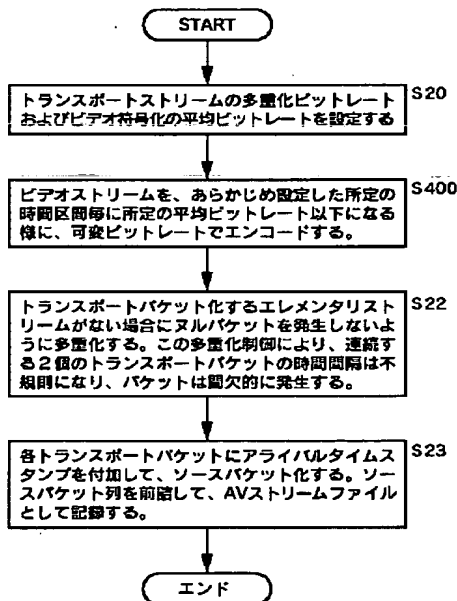 START
S20
トランスポートストリームの多重化ビットレート
およびビデオ符号化の平均ビットレートを設定する
S400
ビデオストリームを、あらかじめ設定した所定の
時間区間毎に所定の平均ビットレート以下になる
様に、可変ビットレートでエンコードする。
S22
トランスポートパケット化するエレメンタリスト
リームがない場合にヌルパケットを発生しないよ
うに多重化する。この多重化制御により、連続す
る2個のトランスポートパケットの時間間隔は不
規則になり、パケットは間欠的に発生する。
S23
各トランスポートパケットにアライバルタイムス
タンプを付加して、ソースパケット化する。ソー
スパケット列を前詰して、AVストリームファイル
として記録する。
エンド